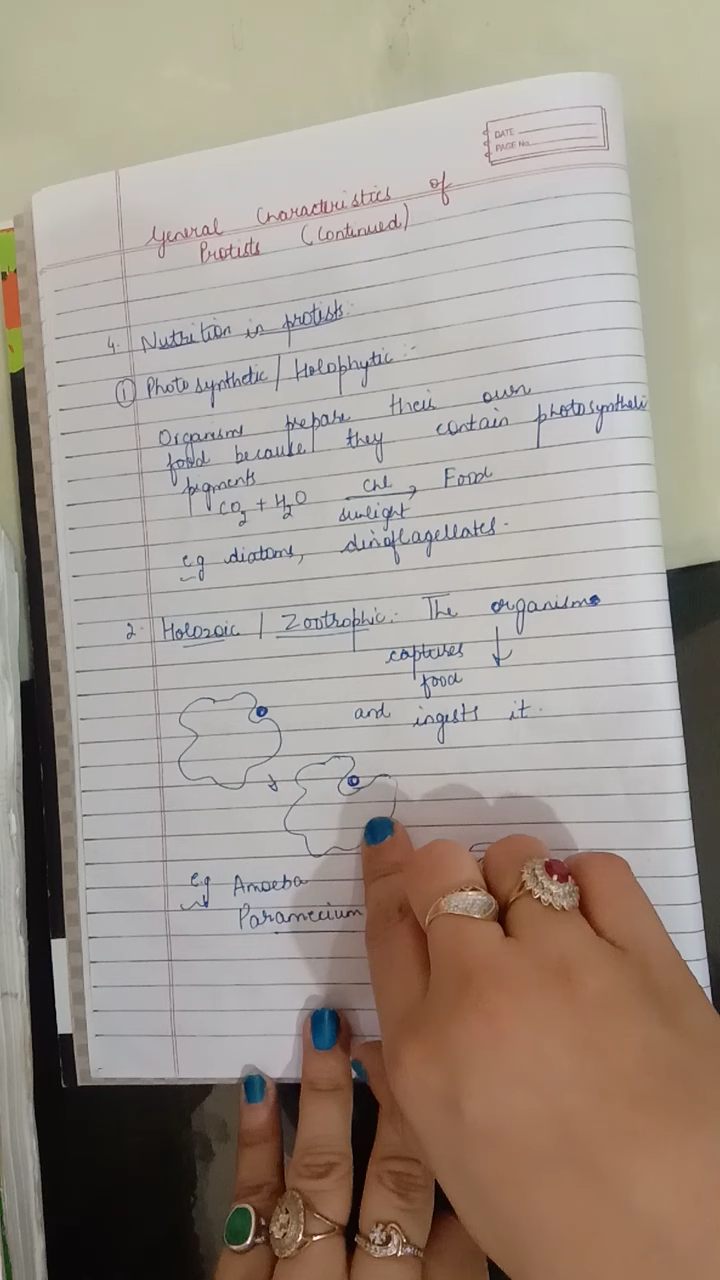 DATE
PAGE No.
General Characteristics of
Protists (Continued)
4. Nutrition in protists:-
① Photosynthetic / Holophytic :-
Organisms prepare their own
food because they contain photosynthetic
pigments
CO2 + H2O Chl → Food
sunlight
e.g diatoms, dinoflagellates.
2. Holozoic / Zootrophic:- The organisms
captures ↓
food
and ingests it.
e.g Amoeba
Paramecium